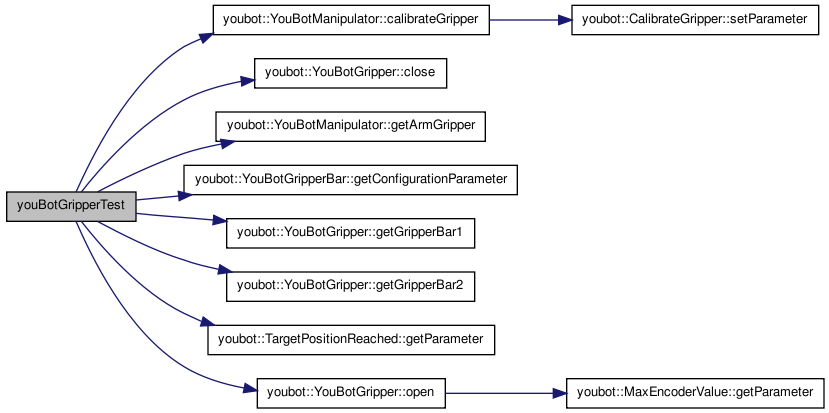 youBotGripperTest
youbot::YouBotManipulator::calibrateGripper
youbot::CalibrateGripper::setParameter
youbot::YouBotGripper::close
youbot::YouBotManipulator::getArmGripper
youbot::YouBotGripperBar::getConfigurationParameter
youbot::YouBotGripper::getGripperBar1
youbot::YouBotGripper::getGripperBar2
youbot::TargetPositionReached::getParameter
youbot::YouBotGripper::open
youbot::MaxEncoderValue::getParameter